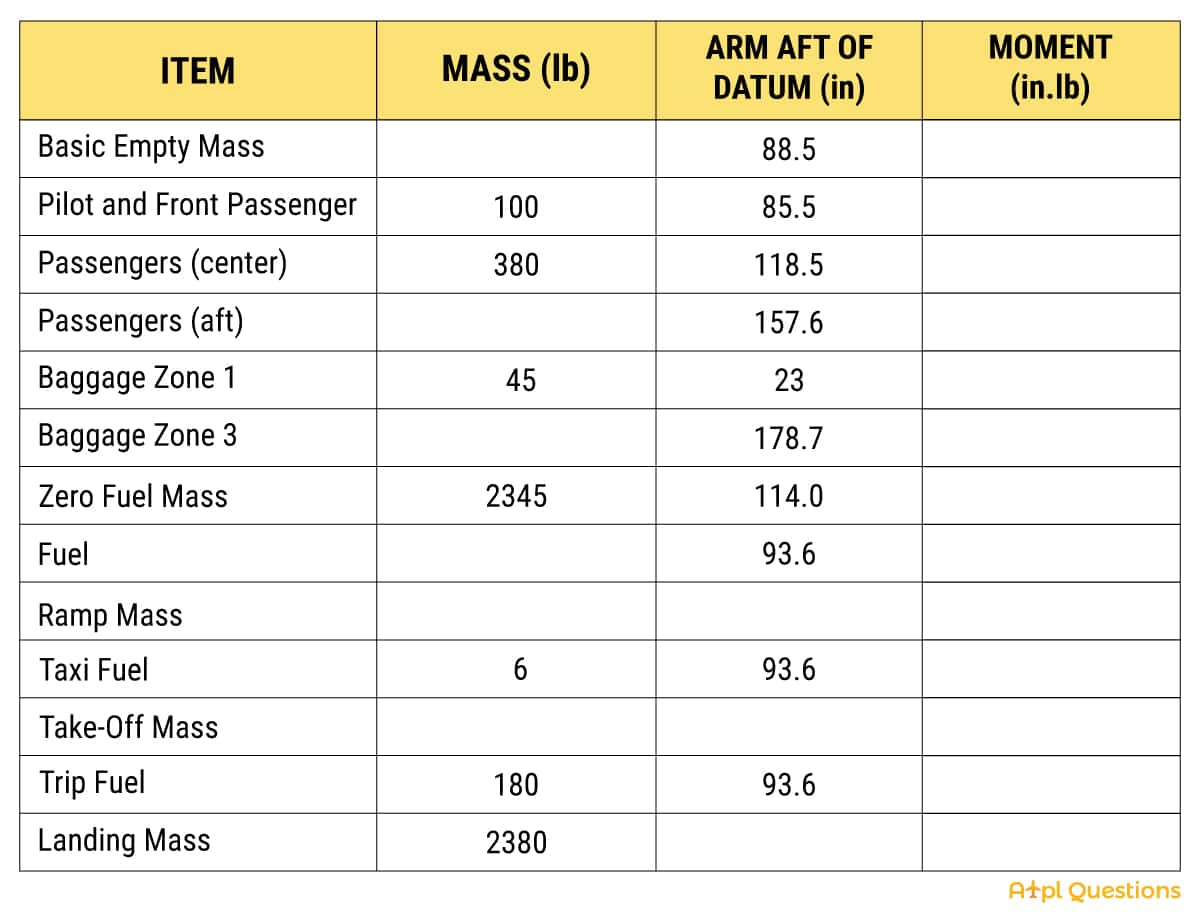 ITEM MASS (lb) ARM AFT OF DATUM (in) MOMENT (in.lb)
Basic Empty Mass 88.5
Pilot and Front Passenger 100 85.5
Passengers (center) 380 118.5
Passengers (aft) 157.6
Baggage Zone 1 45 23
Baggage Zone 3 178.7
Zero Fuel Mass 2345 114.0
Fuel 93.6
Ramp Mass
Taxi Fuel 6 93.6
Take-Off Mass
Trip Fuel 180 93.6
Landing Mass 2380
Atpl Questions